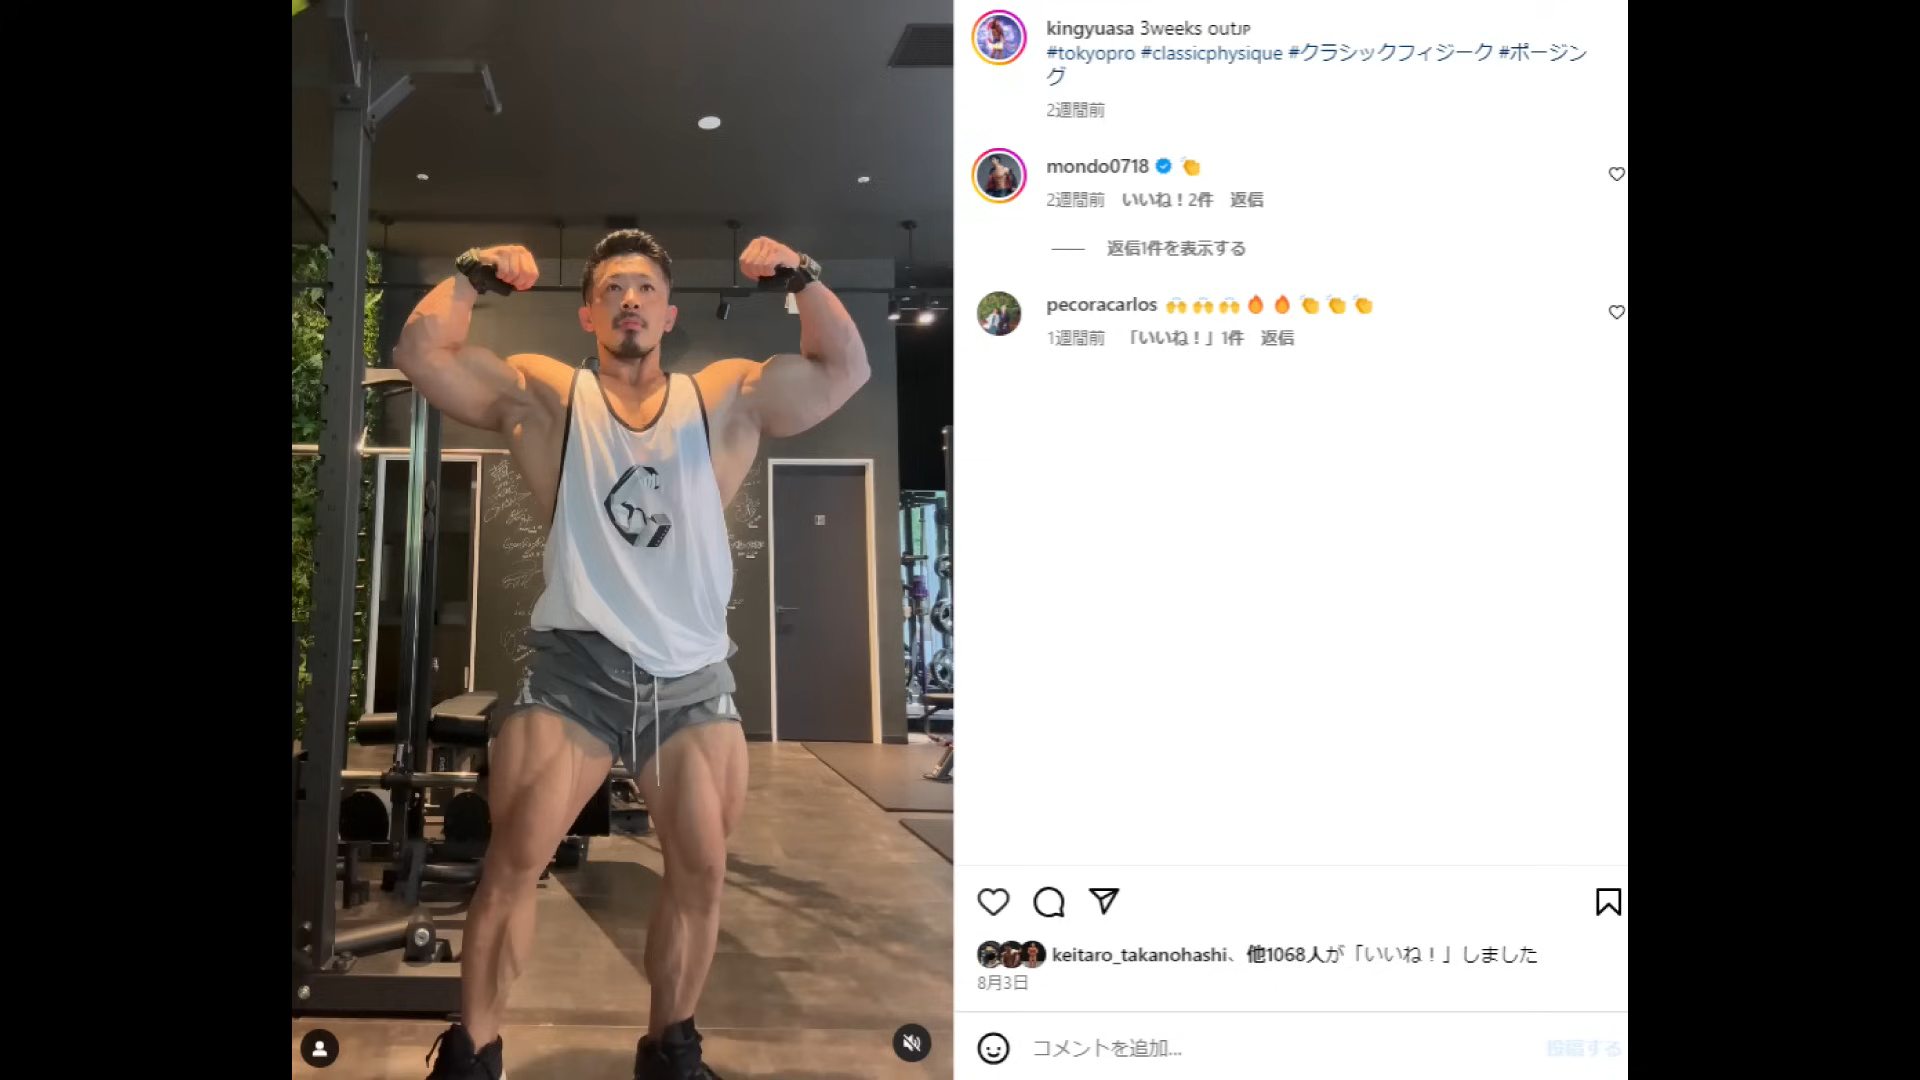 kingyuasa 3weeks out🇯🇵
#tokyopro #classicphysique #クラシックフィジーク #ポージン
グ
2週間前
mondo0718 👏
2週間前 いいね！2件 返信
返信1件を表示する
pecoracarlos 🙌🙌🙌🔥🔥👏👏👏
1週間前 「いいね！」1件 返信
keitaro_takanohashi、他1068人が「いいね！」しました
8月3日
コメントを追加...
投稿する